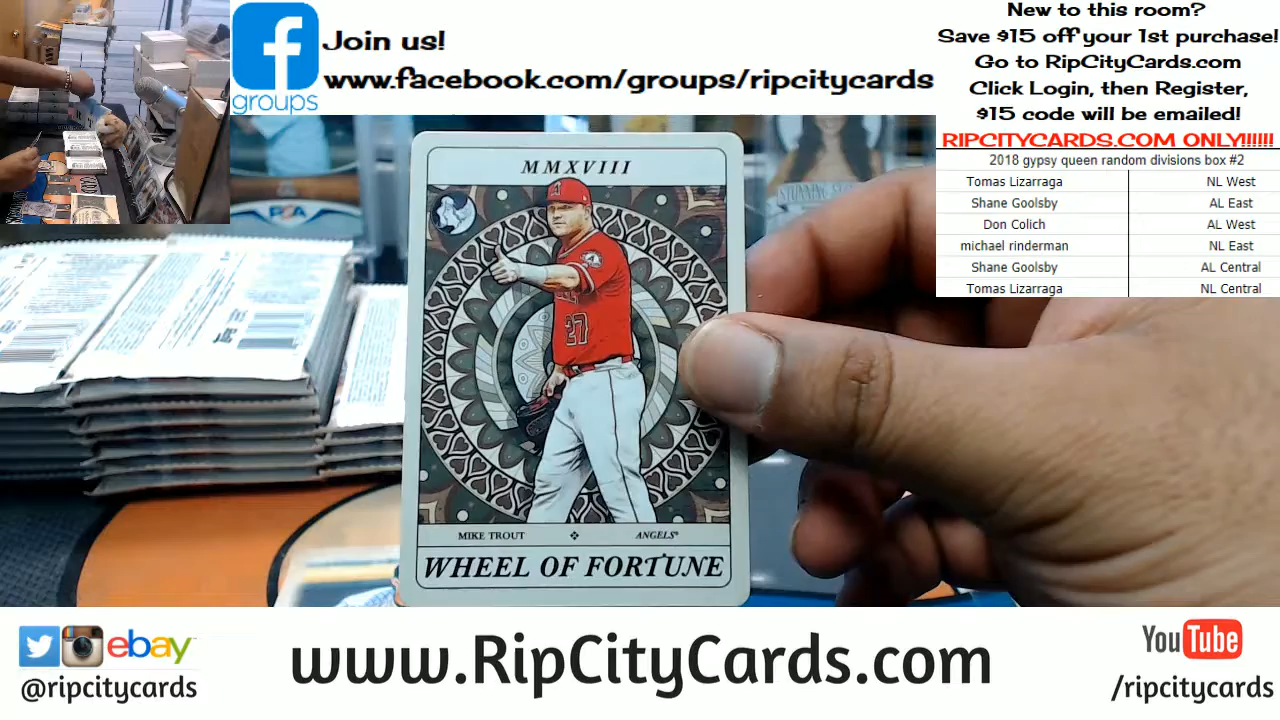 groups
Join us!
www.facebook.com/groups/ripcitycards
New to this room?
Save $15 off your 1st purchase!
Go to RipCityCards.com
Click Login, then Register,
$15 code will be emailed!
RIPCITYCARDS.COM ONLY!!!!!!
2018 gypsy queen random divisions box #2
Tomas Lizarraga NL West
Shane Goolsby AL East
Don Colich AL West
michael rinderman NL East
Shane Goolsby AL Central
Tomas Lizarraga NL Central
PSA
MMXVIII
27
MIKE TROUT ANGELS®
WHEEL OF FORTUNE
ebay™
@ripcitycards
www.RipCityCards.com
YouTube
/ripcitycards